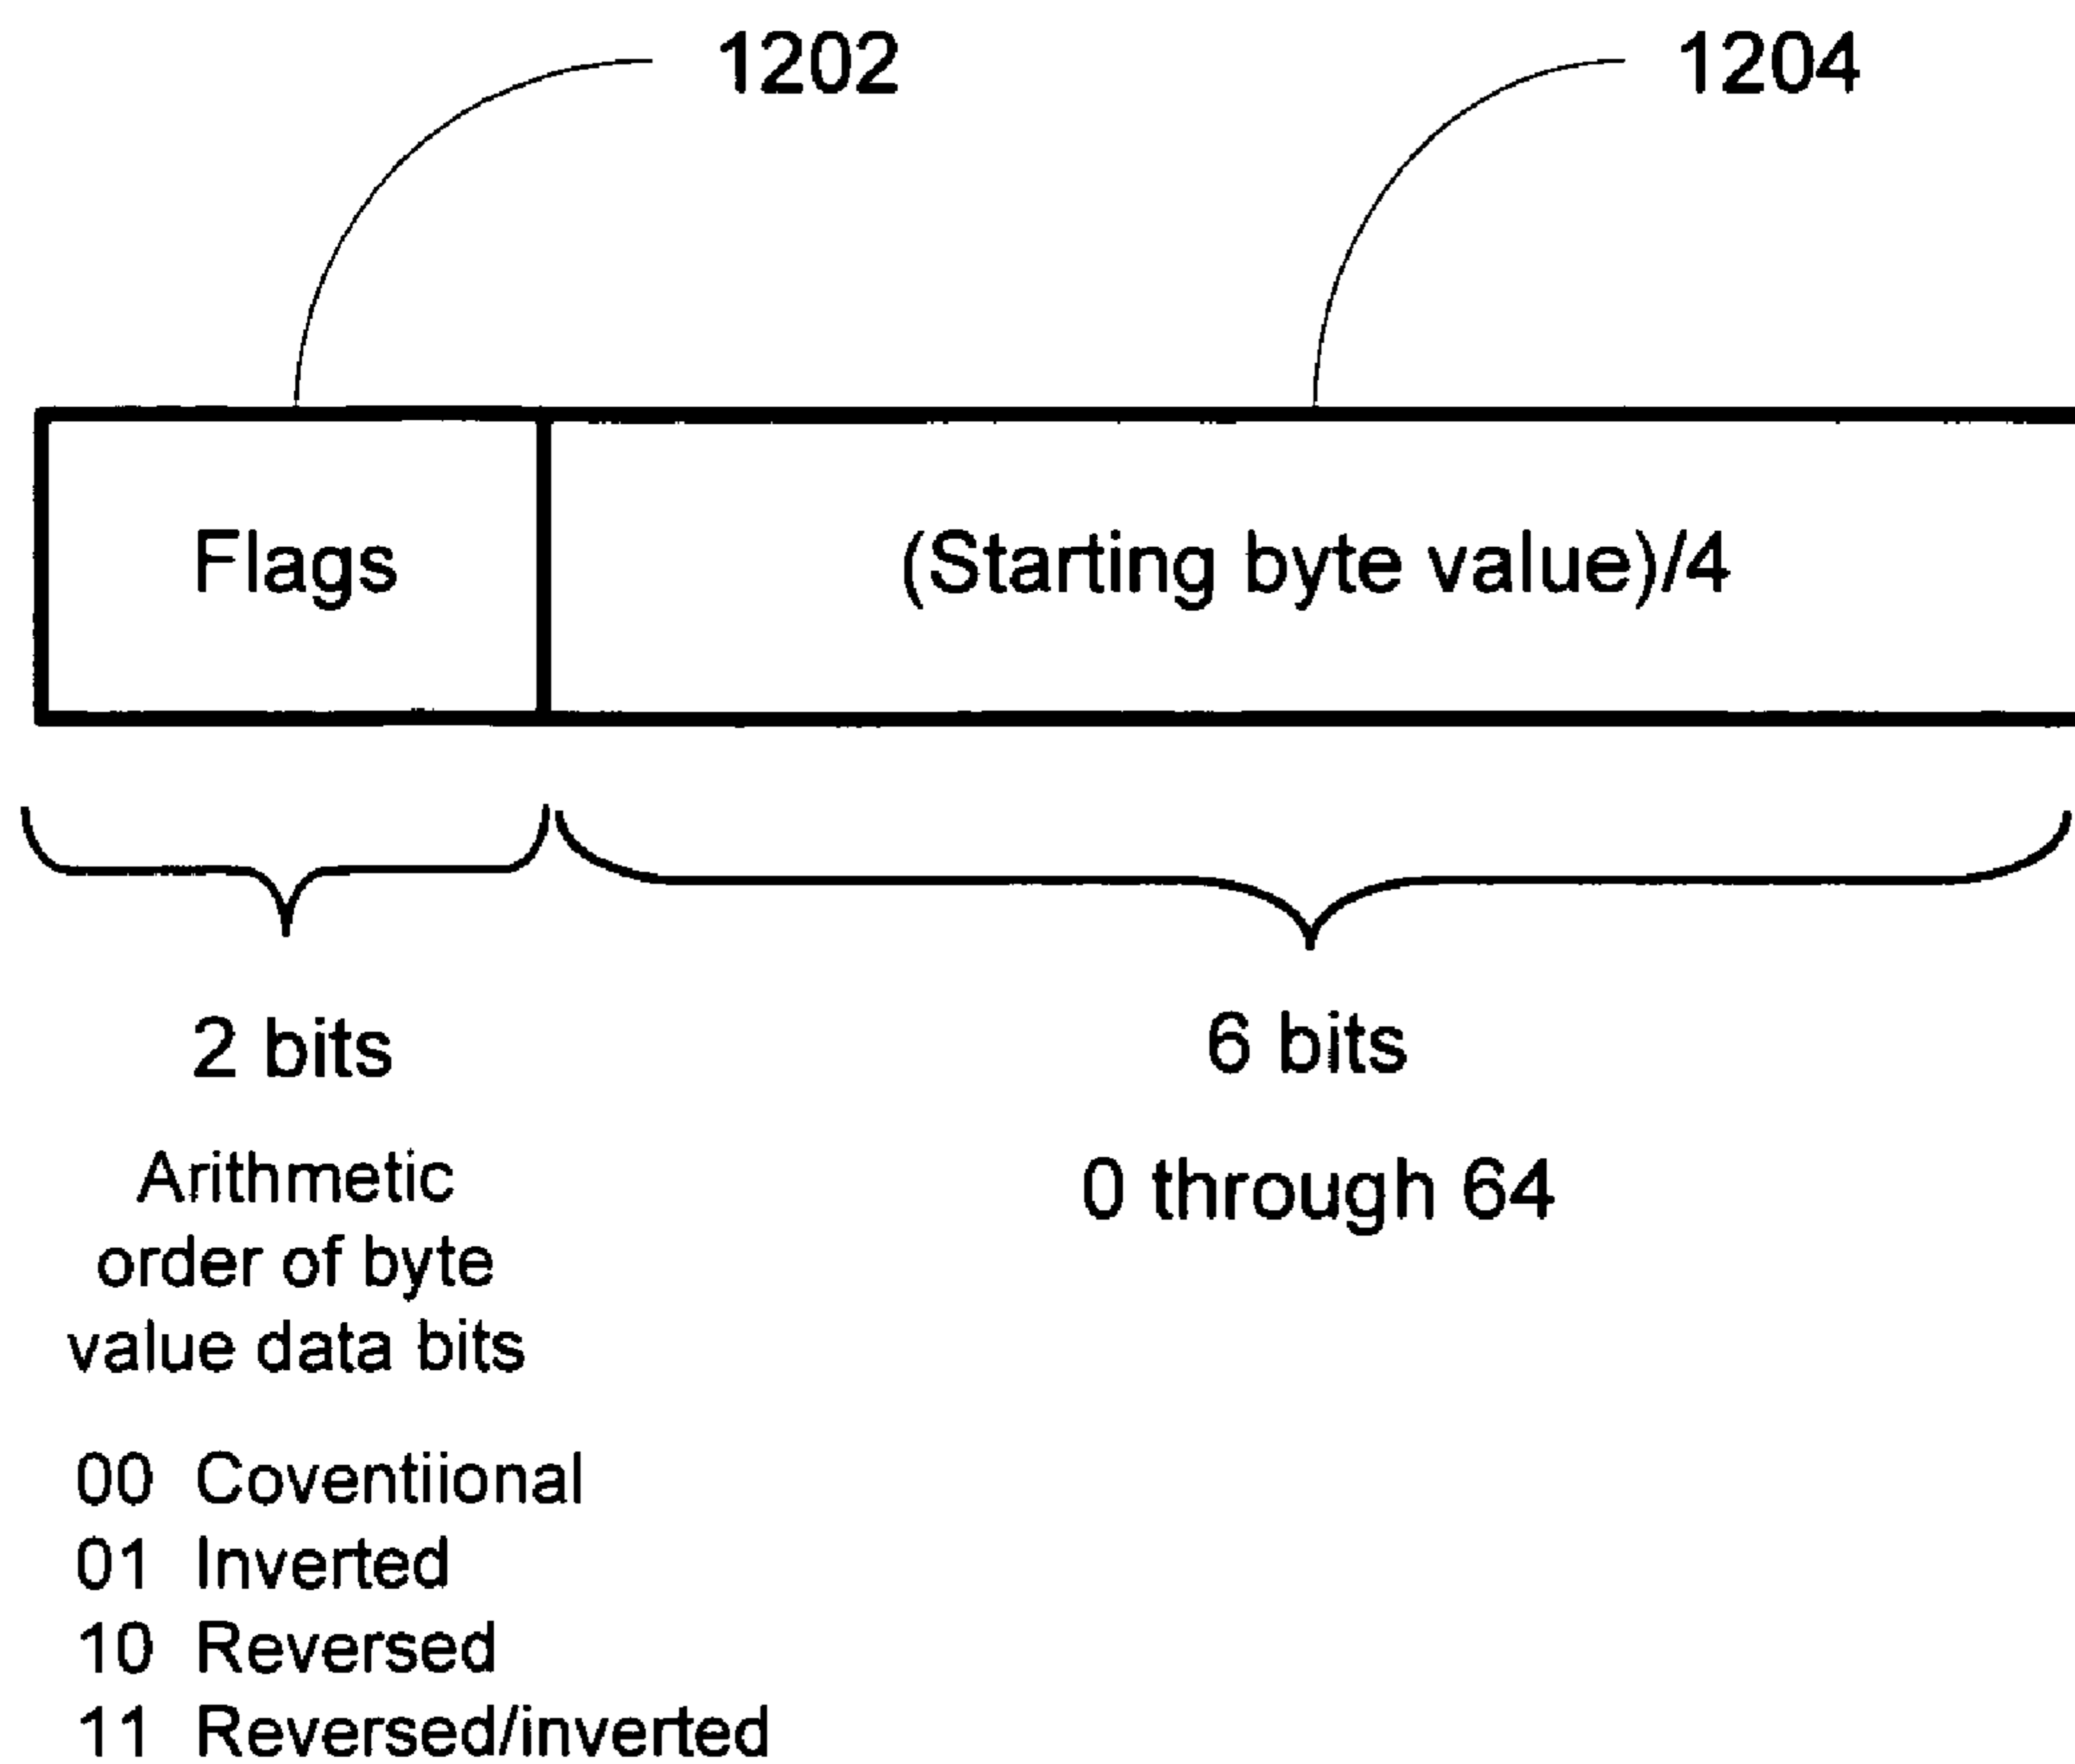 1202
1204
Flags
(Starting byte value)/4
2 bits
6 bits
Arithmetic
order of byte
value data bits
0 through 64
00 Coventiional
01 Inverted
10 Reversed
11 Reversed/inverted